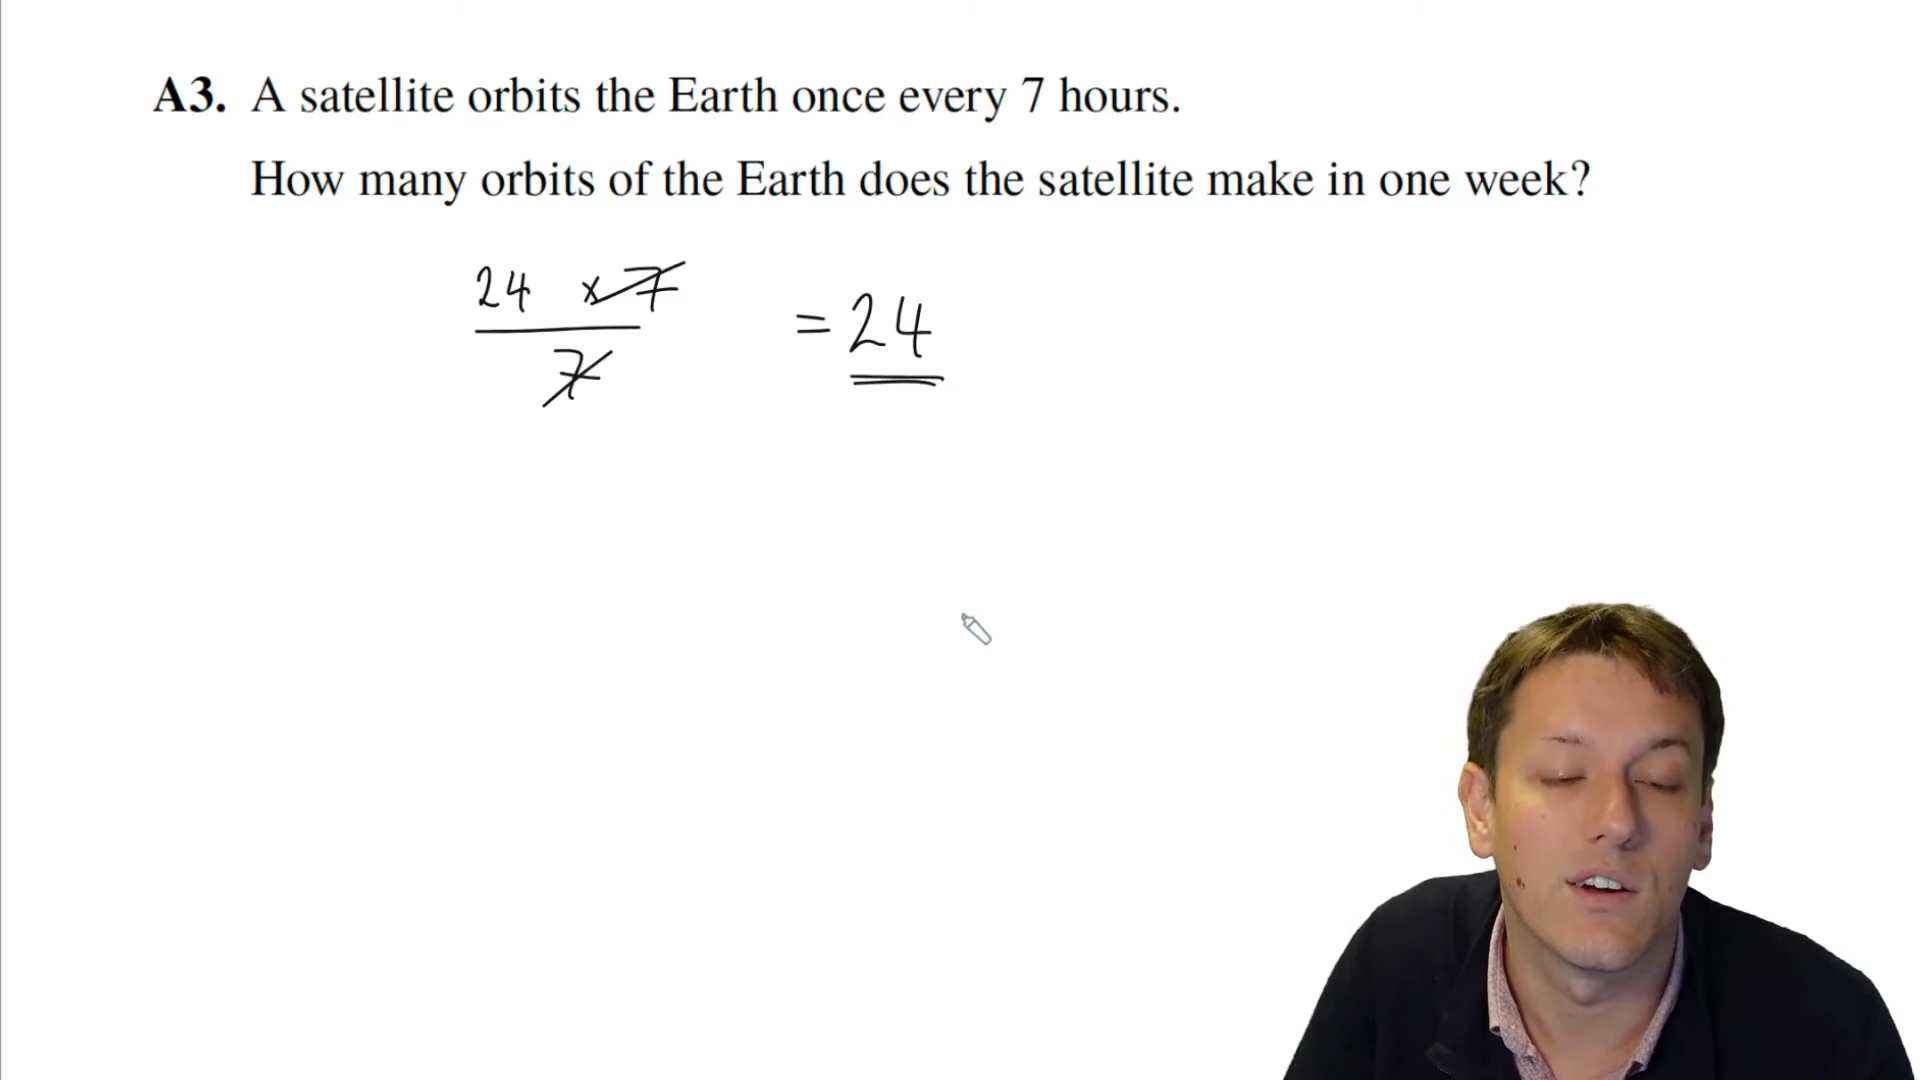 A3. A satellite orbits the Earth once every 7 hours.
How many orbits of the Earth does the satellite make in one week?
24 × 7
7
= 24